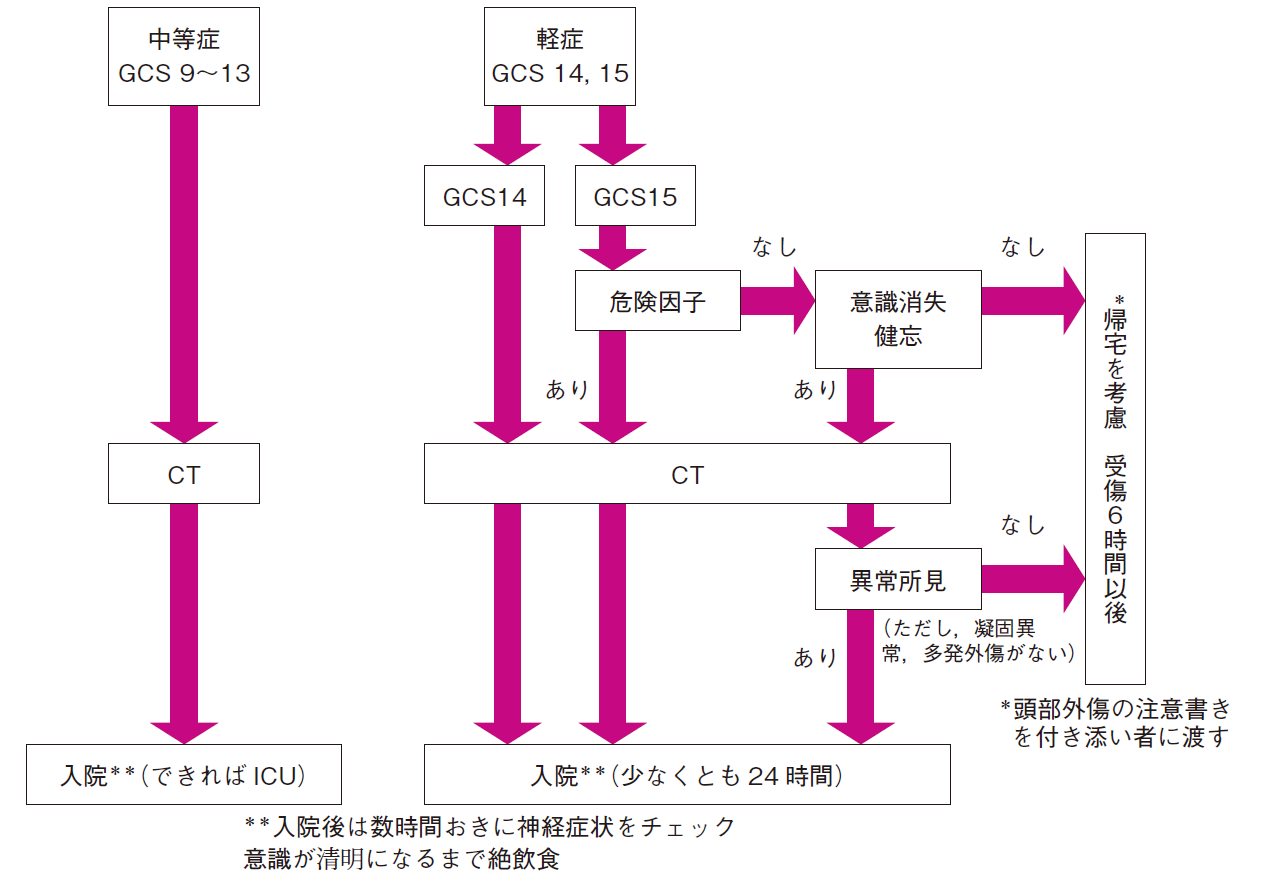 中等症
GCS 9〜13
軽症
GCS 14, 15
GCS14
GCS15
なし
なし
危険因子
意識消失
健忘
あり
あり
*帰宅を考慮　受傷6時間以後
CT
CT
なし
異常所見
(ただし，凝固異
常，多発外傷がない)
あり
*頭部外傷の注意書き
を付き添い者に渡す
入院**(できればICU)
入院**(少なくとも24時間)
**入院後は数時間おきに神経症状をチェック
意識が清明になるまで絶飲食